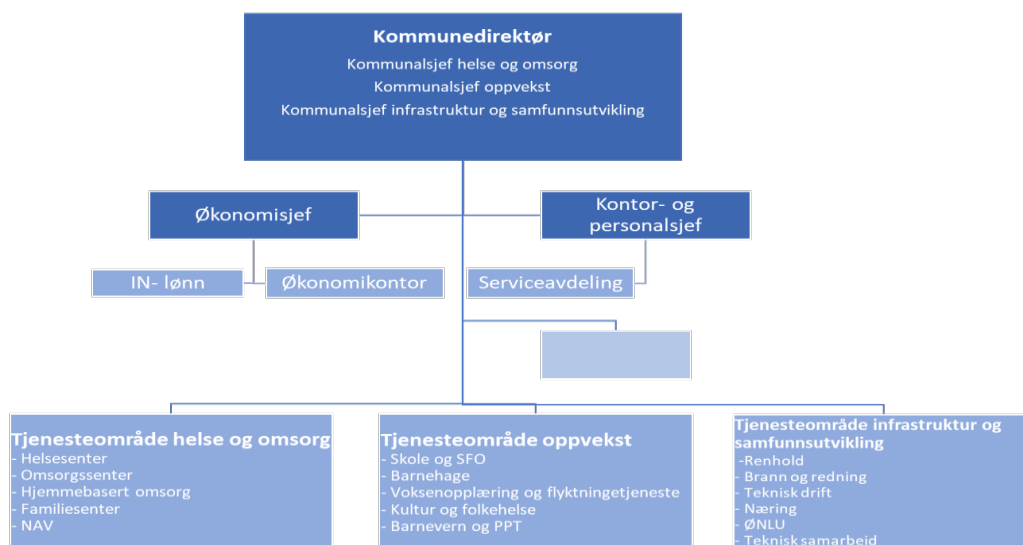 Kommunedirektør
Kommunalsjef helse og omsorg
Kommunalsjef oppvekst
Kommunalsjef infrastruktur og samfunnsutvikling
Økonomisjef
Kontor- og
personalsjef
IN- lønn
Økonomikontor
Serviceavdeling
Tjenesteområde helse og omsorg
- Helsesenter
- Omsorgssenter
- Hjemmebasert omsorg
- Familiesenter
- NAV
Tjenesteområde oppvekst
- Skole og SFO
- Barnehage
- Voksenopplæring og flyktningetjeneste
- Kultur og folkehelse
- Barnevern og PPT
Tjenesteområde infrastruktur og
samfunnsutvikling
-Renhold
- Brann og redning
- Teknisk drift
- Næring
- ØNLU
- Teknisk samarbeid